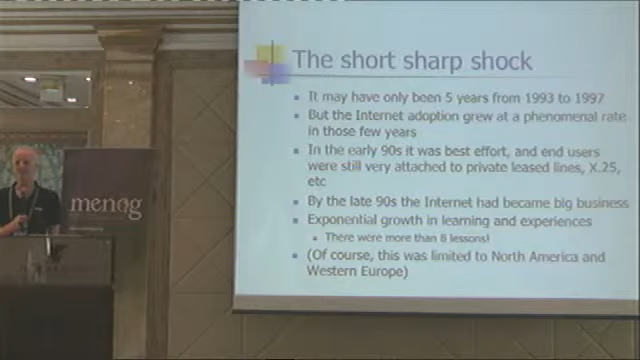 The short sharp shock
It may have only been 5 years from 1993 to 1997
But the Internet adoption grew at a phenomenal rate
in those few years
In the early 90s it was best effort, and end users
were still very attached to private leased lines, X.25,
etc
By the late 90s the Internet had became big business
Exponential growth in learning and experiences
There were more than 8 lessons!
(Of course, this was limited to North America and
Western Europe)
menog